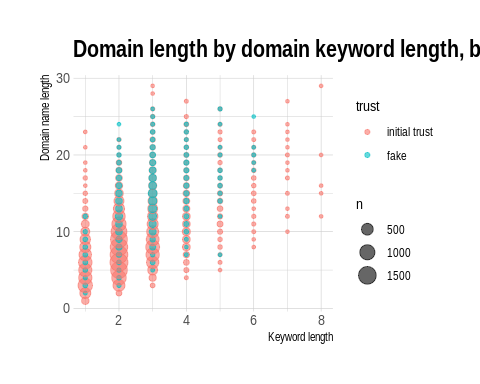 Domain length by domain keyword length, b
Domain name length
30
20
10
0
2
4
6
8
Keyword length
trust
initial trust
fake
n
500
1000
1500